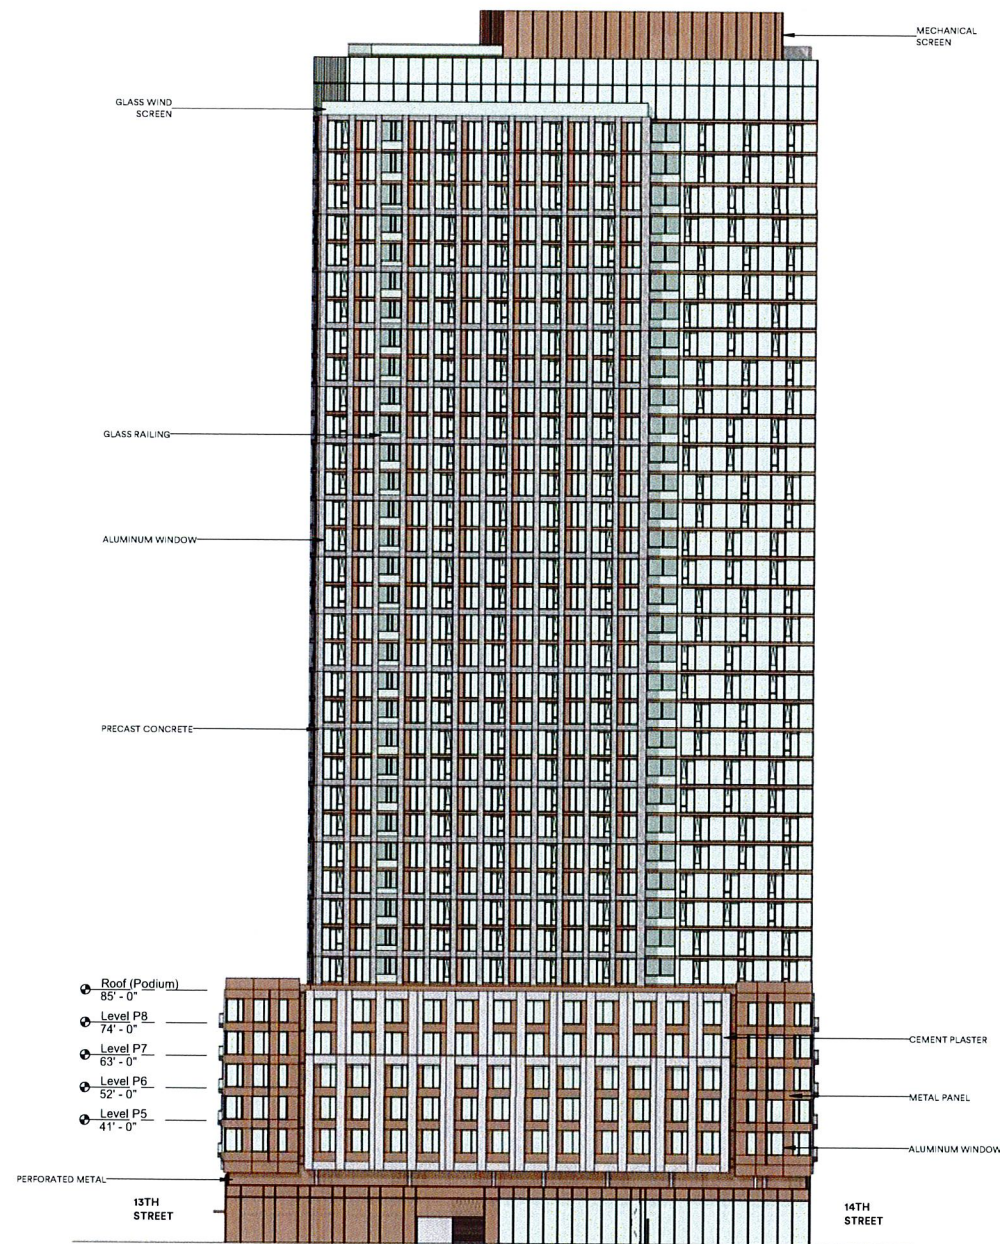 MECHANICAL
SCREEN
GLASS WIND
SCREEN
GLASS RAILING
ALUMINUM WINDOW
PRECAST CONCRETE
Roof (Podium)
85' - 0"
Level P8
74' - 0"
Level P7
63' - 0"
Level P6
52' - 0"
Level P5
41' - 0"
CEMENT PLASTER
METAL PANEL
ALUMINUM WINDOW
PERFORATED METAL
13TH
STREET
14TH
STREET